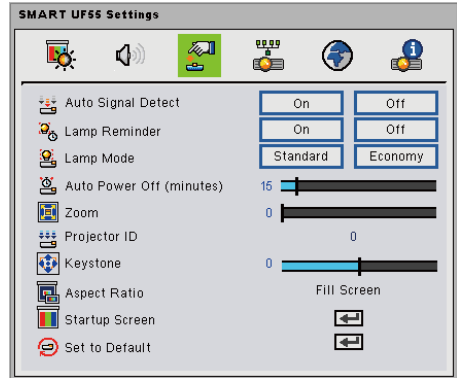 SMART UF55 Settings
Auto Signal Detect On Off
Lamp Reminder On Off
Lamp Mode Standard Economy
Auto Power Off (minutes) 15
Zoom 0
Projector ID 0
Keystone 0
Aspect Ratio Fill Screen
Startup Screen
Set to Default